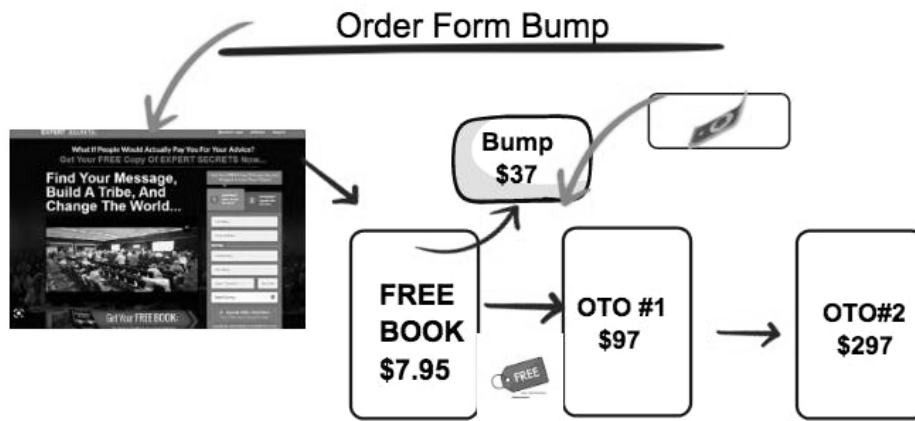 Order Form Bump
EXPERT SECRETS
What If People Would Actually Pay You For Your Advice?
Get Your FREE Copy Of EXPERT SECRETS Now...
Find Your Message,
Build A Tribe, And
Change The World...
Get Your FREE BOOK:
Bump
$37
FREE
BOOK
$7.95
FREE
OTO #1
$97
OTO#2
$297